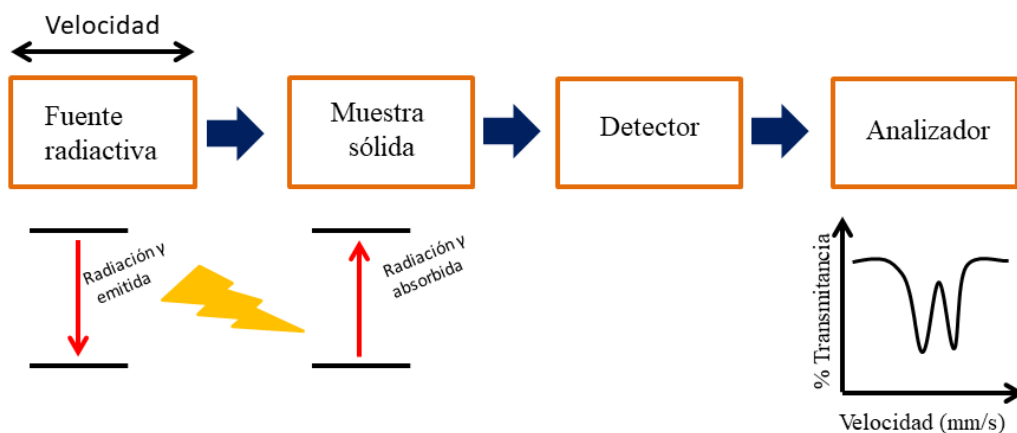 Velocidad
Fuente
radiactiva
Muestra
sólida
Detector
Analizador
Radiación γ
emitida
Radiación γ
absorbida
% Transmitancia
Velocidad (mm/s)